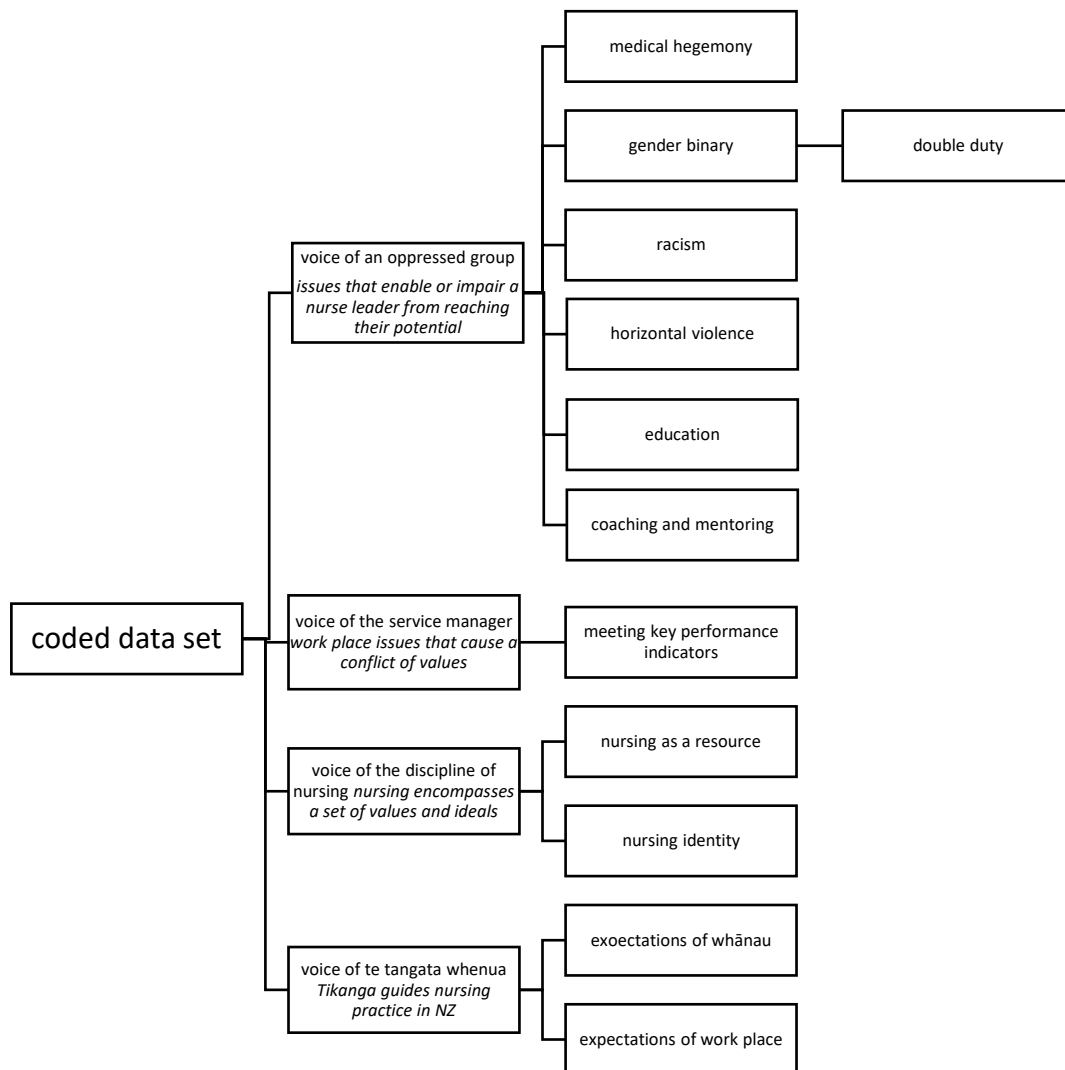 coded data set
voice of an oppressed group
issues that enable or impair a
nurse leader from reaching
their potential
medical hegemony
gender binary
double duty
racism
horizontal violence
education
coaching and mentoring
voice of the service manager
work place issues that cause a
conflict of values
meeting key performance
indicators
voice of the discipline of
nursing nursing encompasses
a set of values and ideals
nursing as a resource
nursing identity
voice of te tangata whenua
Tikanga guides nursing
practice in NZ
exoectations of whānau
expectations of work place